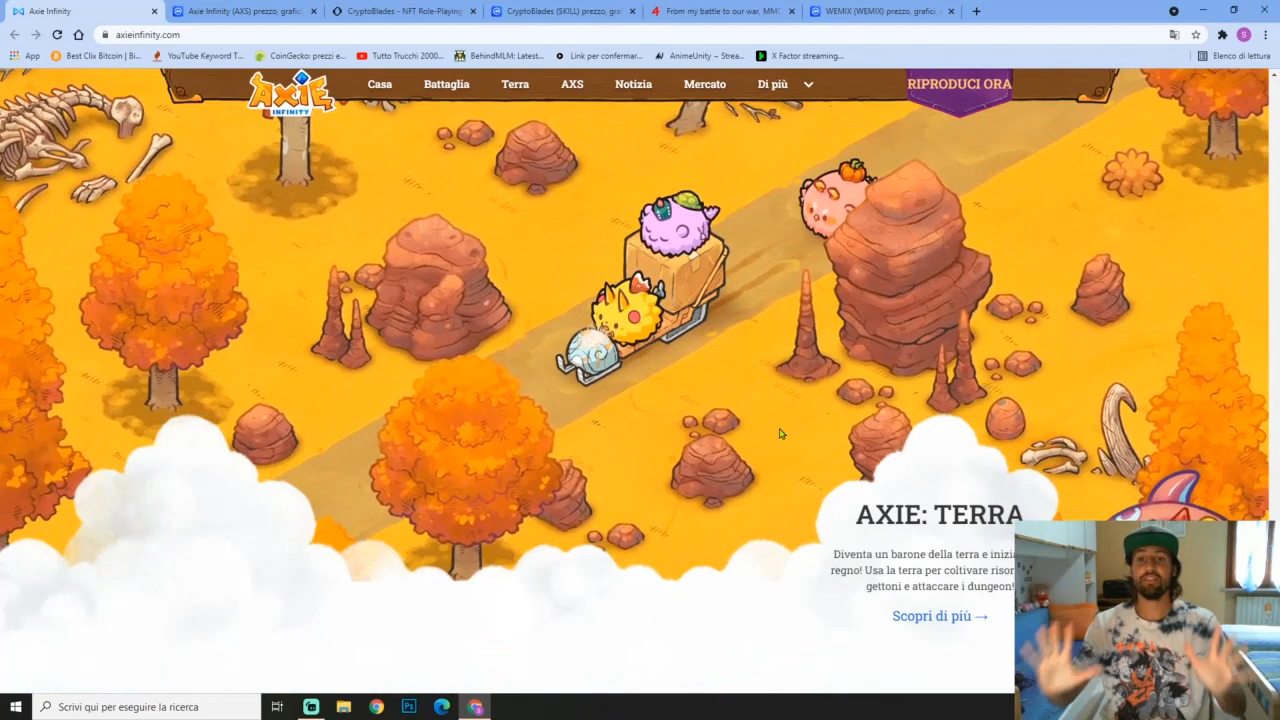 Axie Infinity
Axie Infinity (AXS) prezzo, grafici,
CryptoBlades - NFT Role-Playing
CryptoBlades (SKILL) prezzo, graf
From my battle to our war, MMO
WEMIX (WEMIX) prezzo, grafici,
axieinfinity.com
S
App
Best Clix Bitcoin | Bi...
YouTube Keyword T...
CoinGecko: prezzi e...
Tutto Trucchi 2000...
BehindMLM: Latest...
Link per confermar...
AnimeUnity ~ Strea...
X Factor streaming...
Elenco di lettura
AXIE
INFINITY
Casa
Battaglia
Terra
AXS
Notizia
Mercato
Di più
RIPRODUCI ORA
AXIE: TERRA
Diventa un barone della terra e inizia
regno! Usa la terra per coltivare risor
gettoni e attaccare i dungeon!
Scopri di più →
Scrivi qui per eseguire la ricerca
Ps